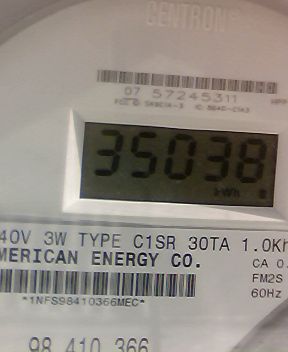 CENTRON
07 57245311
35038
kWh
40V 3W TYPE C1SR 30TA 1.0Kh
MERICAN ENERGY CO.
CA 0.
FM2S
60Hz
*1NFS98410366MEC*
98 410 366